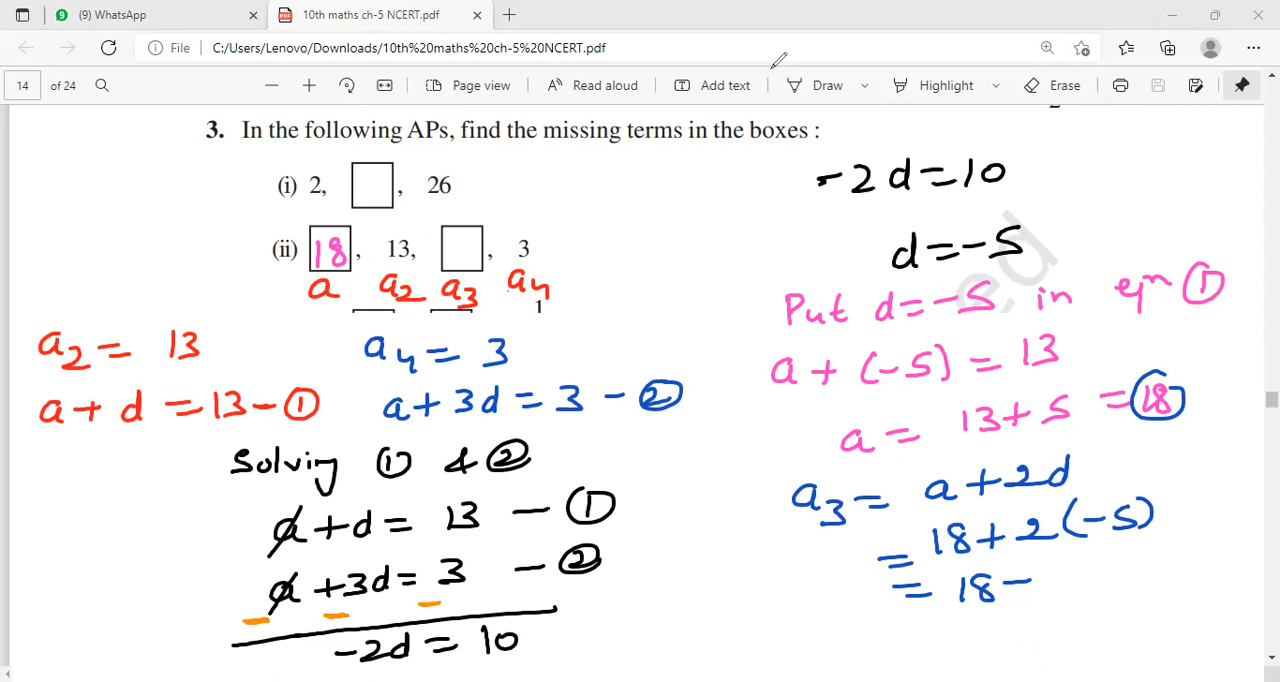 (9) WhatsApp
10th maths ch-5 NCERT.pdf
File
C:/Users/Lenovo/Downloads/10th%20maths%20ch-5%20NCERT.pdf
14 of 24
Page view
Read aloud
Add text
Draw
Highlight
Erase
3. In the following APs, find the missing terms in the boxes :
(i) 2, , 26
(ii) 18, 13, , 3
a a2 a3 a4
a2 = 13
a + d = 13 - ①
a4 = 3
a + 3d = 3 - ②
Solving ① & ②
a + d = 13 - ①
a + 3d = 3 - ②
- - -
-2d = 10
-2d = 10
d = -5
Put d = -5 in eqn ①
a + (-5) = 13
a = 13 + 5 = 18
a3 = a + 2d
= 18 + 2(-5)
= 18 -